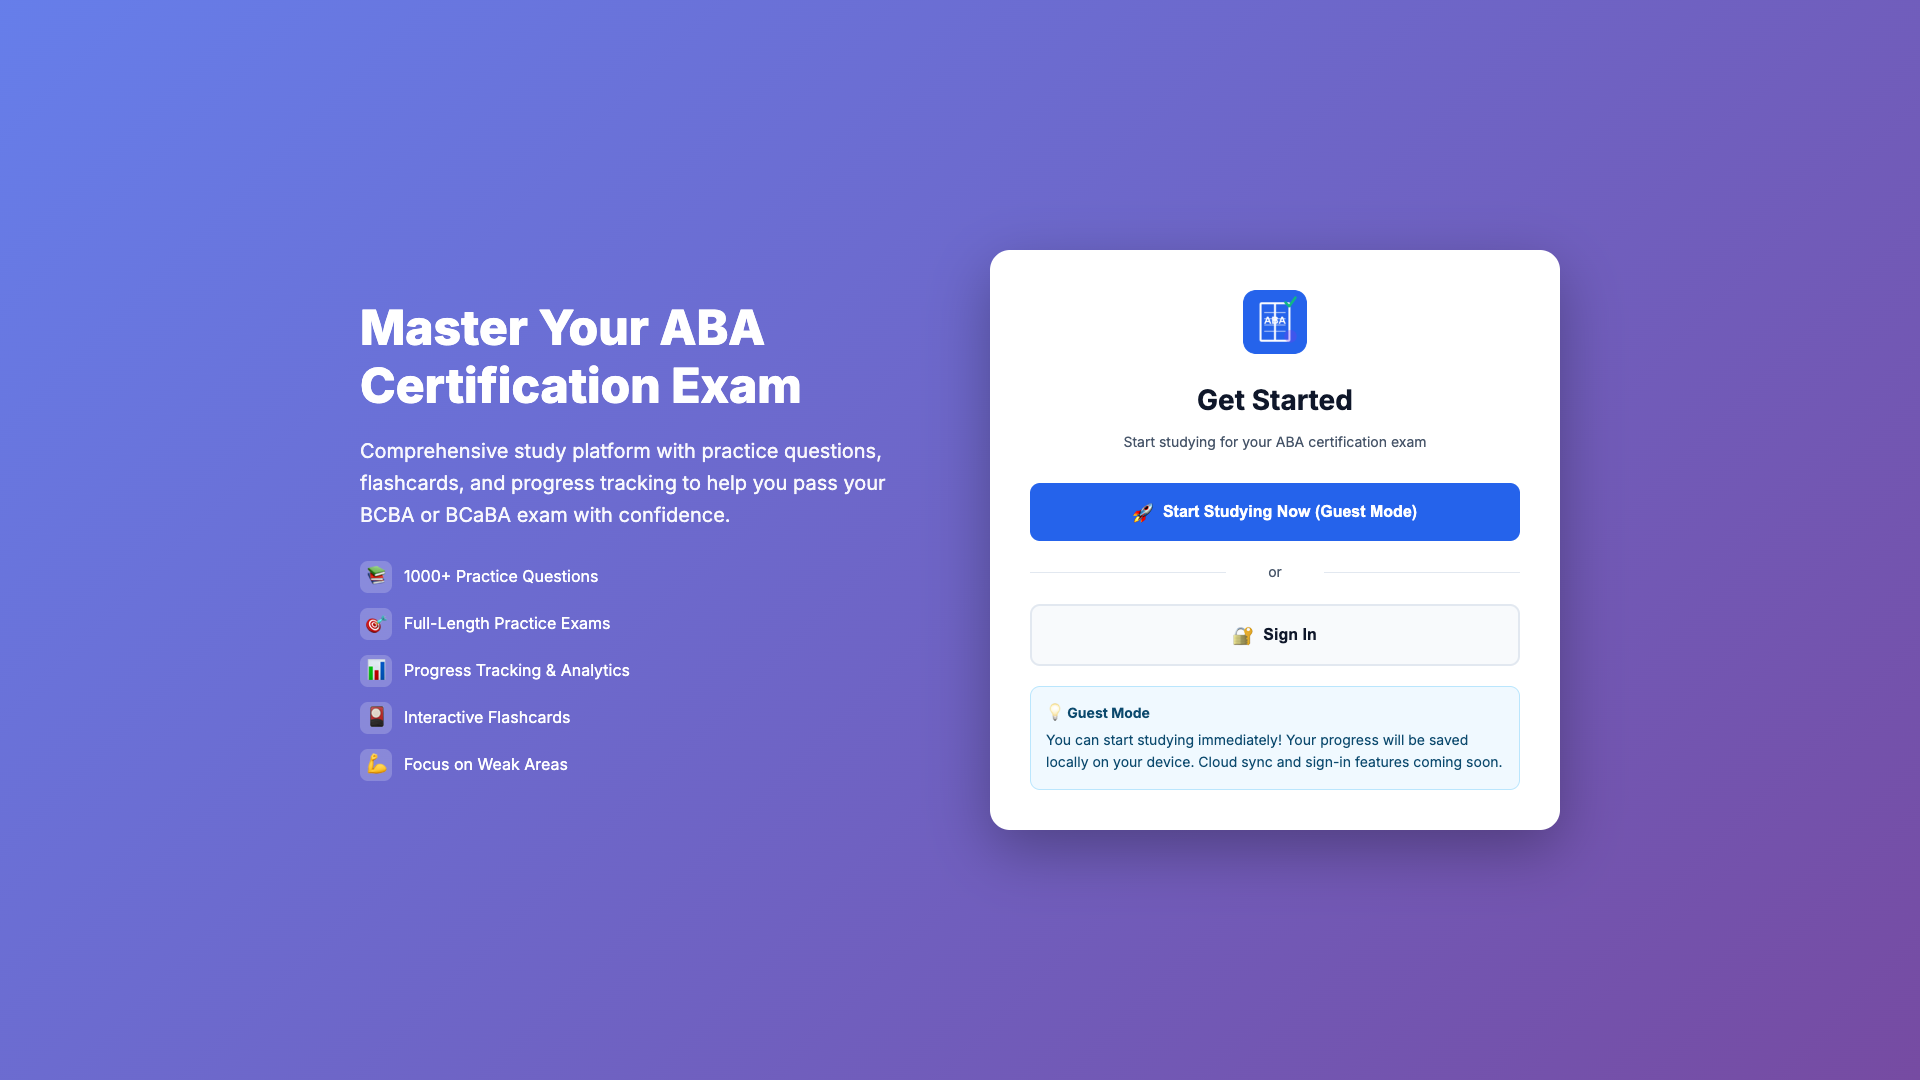 Master Your ABA
Certification Exam
Comprehensive study platform with practice questions,
flashcards, and progress tracking to help you pass your
BCBA or BCaBA exam with confidence.
1000+ Practice Questions
Full-Length Practice Exams
Progress Tracking & Analytics
Interactive Flashcards
Focus on Weak Areas
ABA
Get Started
Start studying for your ABA certification exam
Start Studying Now (Guest Mode)
or
Sign In
Guest Mode
You can start studying immediately! Your progress will be saved
locally on your device. Cloud sync and sign-in features coming soon.